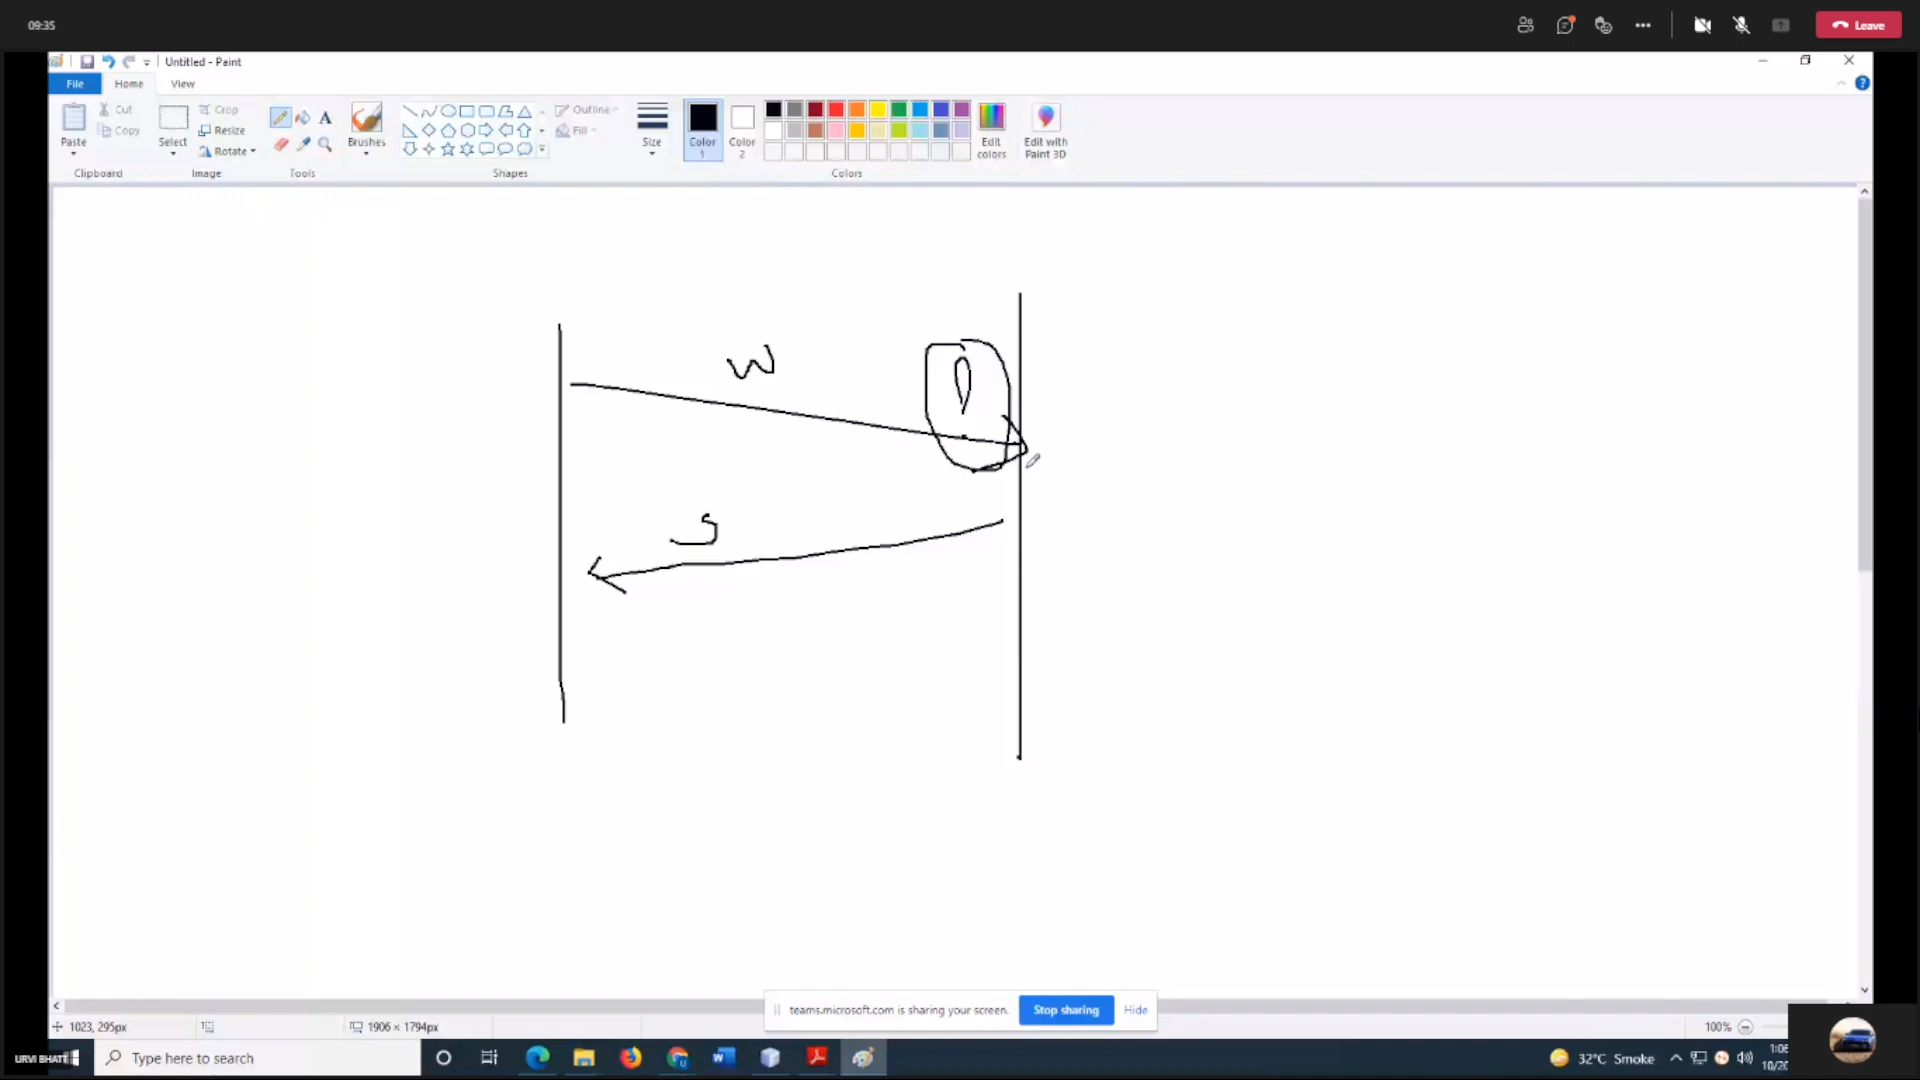 09:35
Leave
Untitled - Paint
File Home View
Paste
Cut
Copy
Clipboard
Select
Crop
Resize
Rotate
Image
A
Tools
Brushes
Shapes
Outline
Fill
Size
Color 1
Color 2
Colors
Edit colors
Edit with Paint 3D
W
!
S
teams.microsoft.com is sharing your screen. Stop sharing Hide
1023, 295px
1906 × 1794px
100%
URVI BHATT
Type here to search
32°C Smoke